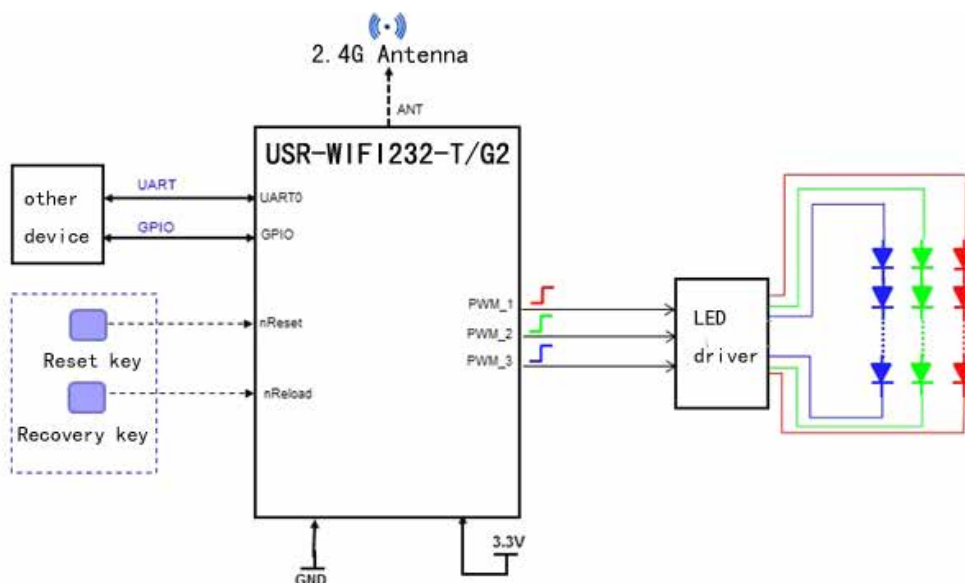 2.4G Antenna
ANT
USR-WIFI232-T/G2
other
device
UART
GPIO
UART0
GPIO
Reset key
Recovery key
nReset
nReload
PWM_1
PWM_2
PWM_3
LED
driver
GND
3.3V